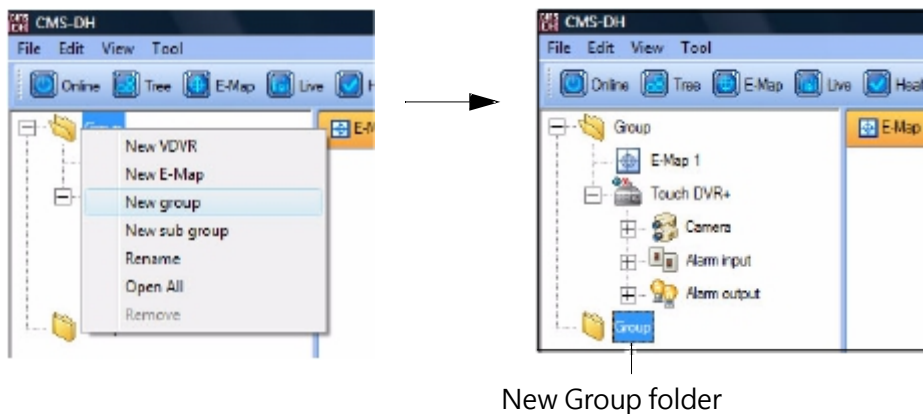 CMS-DH
File Edit View Tool
Online Tree E-Map Live
New VDVR
New E-Map
New group
New sub group
Rename
Open All
Remove
CMS-DH
File Edit View Tool
Online Tree E-Map Live Heal
Group
E-Map
E-Map 1
Touch DVR+
Camera
Alarm input
Alarm output
Group
New Group folder